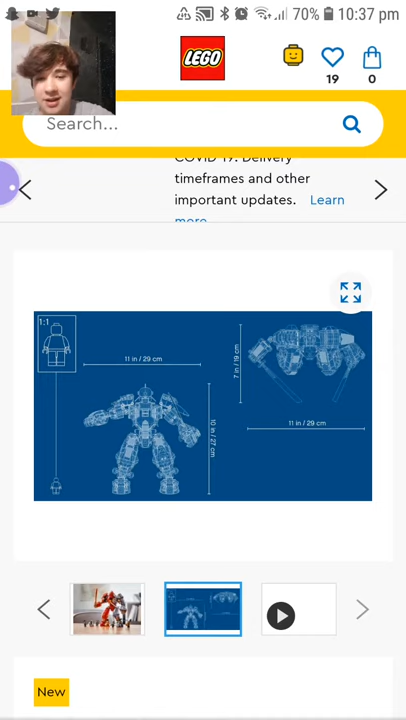 70% 10:37 pm
LEGO
19
0
Search...
COVID-19. Delivery
timeframes and other
important updates. Learn
more
1:1
11 in / 29 cm
10 in / 27 cm
7 in / 19 cm
11 in / 29 cm
New